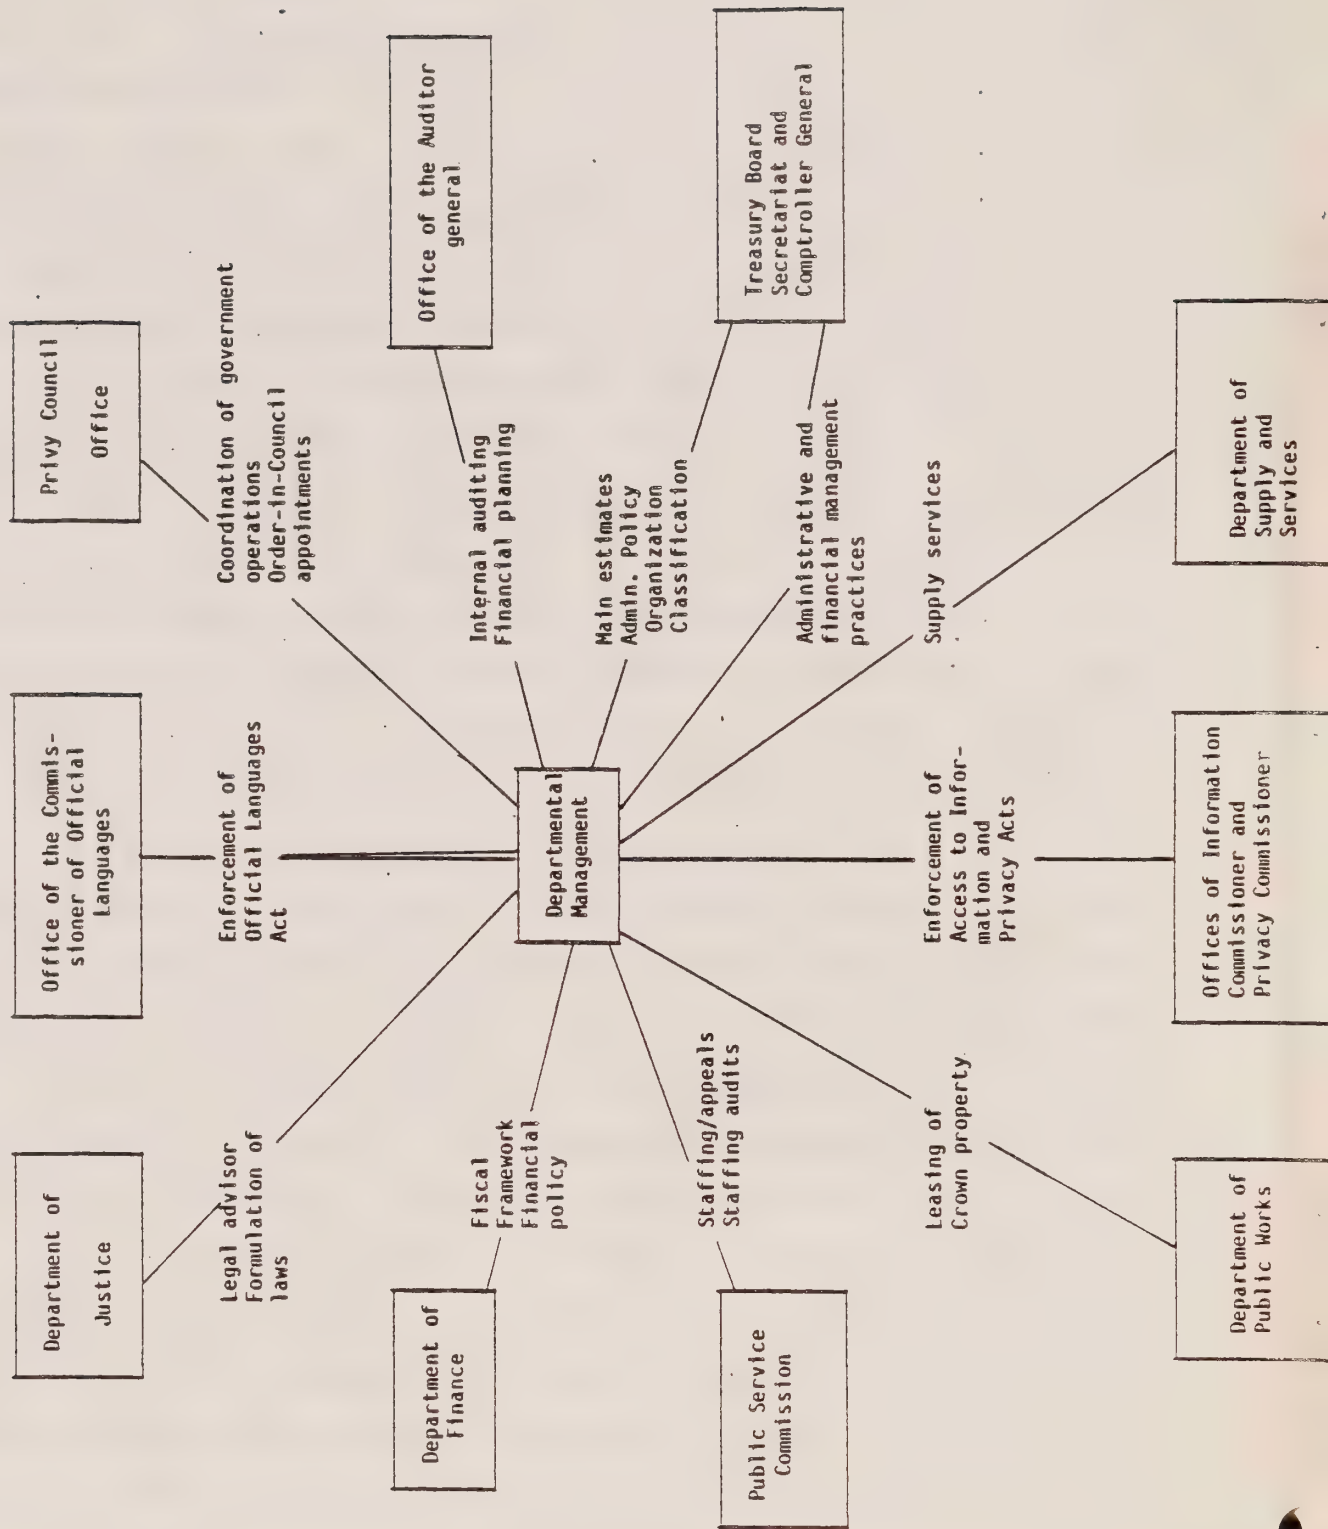 Department of
Justice
Office of the Commis-
sioner of Official
Languages
Privy Council
Office
Legal advisor
Formulation of
laws
Enforcement of
Official Languages
Act
Coordination of government
operations
Order-in-Council
appointments
Department of
Finance
Fiscal
Framework
Financial
policy
Internal auditing
Financial planning
Office of the Auditor
general
Departmental
Management
Main estimates
Admin. Policy
Organization
Classification
Public Service
Commission
Staffing/appeals
Staffing audits
Administrative and
financial management
practices
Treasury Board
Secretariat and
Comptroller General
Leasing of
Crown property
Enforcement of
Access to Infor-
mation and
Privacy Acts
Supply services
Department of
Public Works
Offices of Information
Commissioner and
Privacy Commissioner
Department of
Supply and
Services